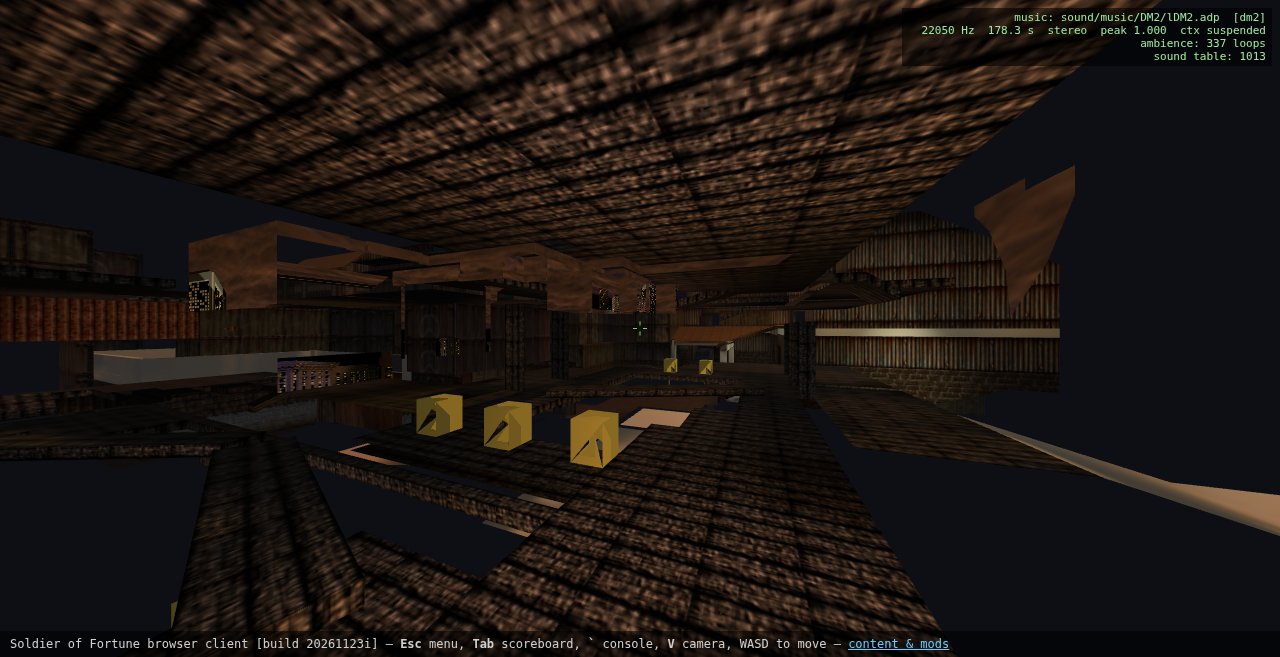 music: sound/music/DM2/lDM2.adp [dm2]
22050 Hz 178.3 s stereo peak 1.000 ctx suspended
ambience: 337 loops
sound table: 1013
Soldier of Fortune browser client [build 20261123i] — Esc menu, Tab scoreboard, ` console, V camera, WASD to move — content & mods